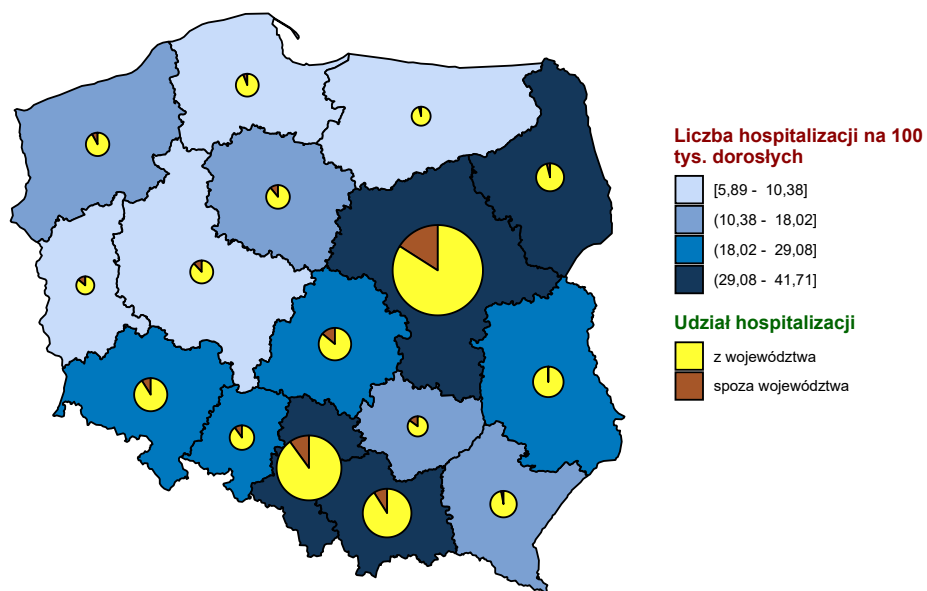 Liczba hospitalizacji na 100
tys. dorosłych
[5,89 - 10,38]
(10,38 - 18,02]
(18,02 - 29,08]
(29,08 - 41,71]
Udział hospitalizacji
z województwa
spoza województwa